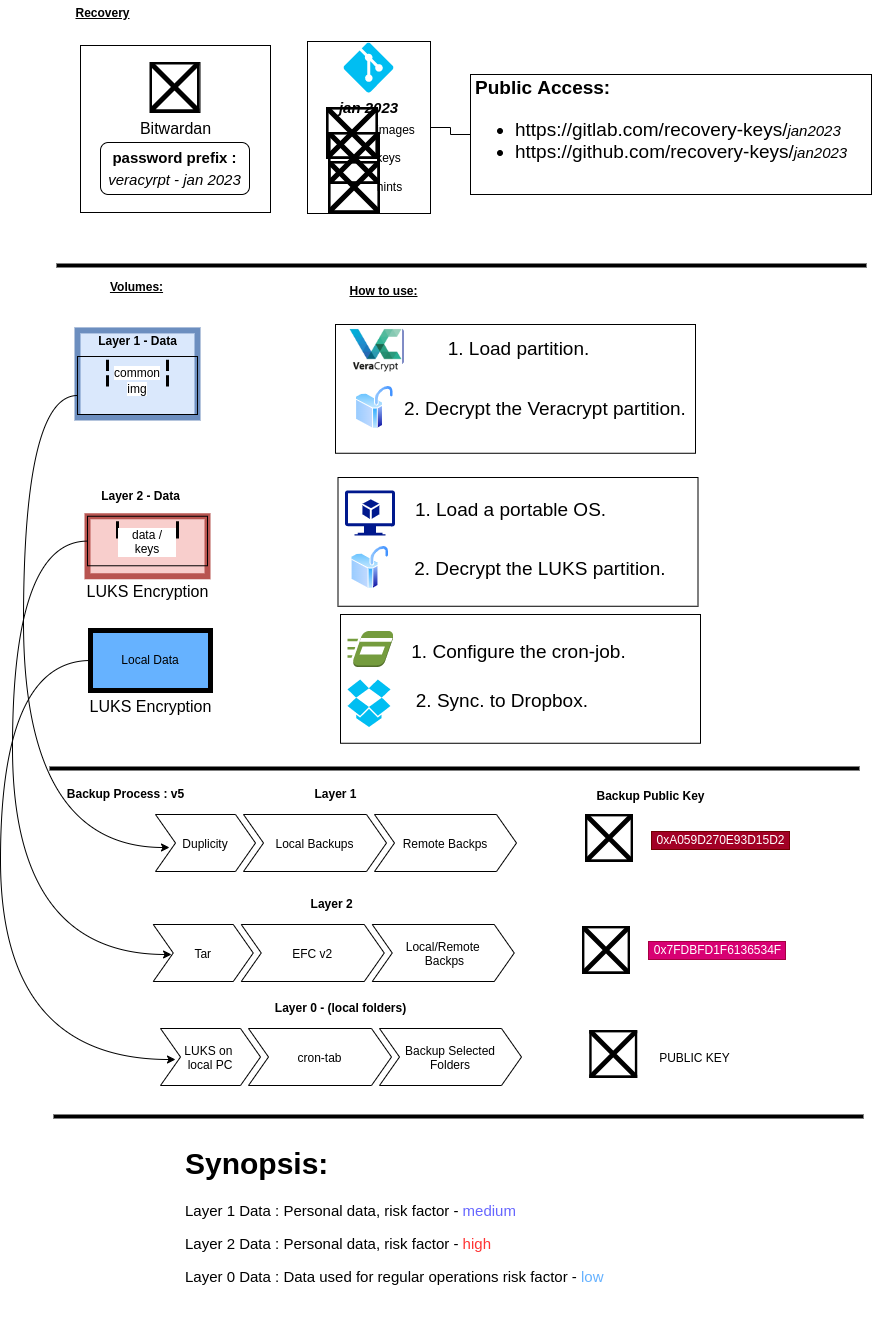 Recovery
Bitwardan
password prefix :
veracyrpt - jan 2023
jan 2023
mages
keys
hints
Public Access:
https://gitlab.com/recovery-keys/jan2023
https://github.com/recovery-keys/jan2023
Volumes:
How to use:
Layer 1 - Data
common
img
VeraCrypt
1. Load partition.
2. Decrypt the Veracrypt partition.
Layer 2 - Data
data /
keys
LUKS Encryption
1. Load a portable OS.
2. Decrypt the LUKS partition.
Local Data
LUKS Encryption
1. Configure the cron-job.
2. Sync. to Dropbox.
Backup Process : v5
Layer 1
Backup Public Key
Duplicity
Local Backups
Remote Backps
0xA059D270E93D15D2
Layer 2
Tar
EFC v2
Local/Remote
Backps
0x7FDBFD1F6136534F
Layer 0 - (local folders)
LUKS on
local PC
cron-tab
Backup Selected
Folders
PUBLIC KEY
Synopsis:
Layer 1 Data : Personal data, risk factor - medium
Layer 2 Data : Personal data, risk factor - high
Layer 0 Data : Data used for regular operations risk factor - low